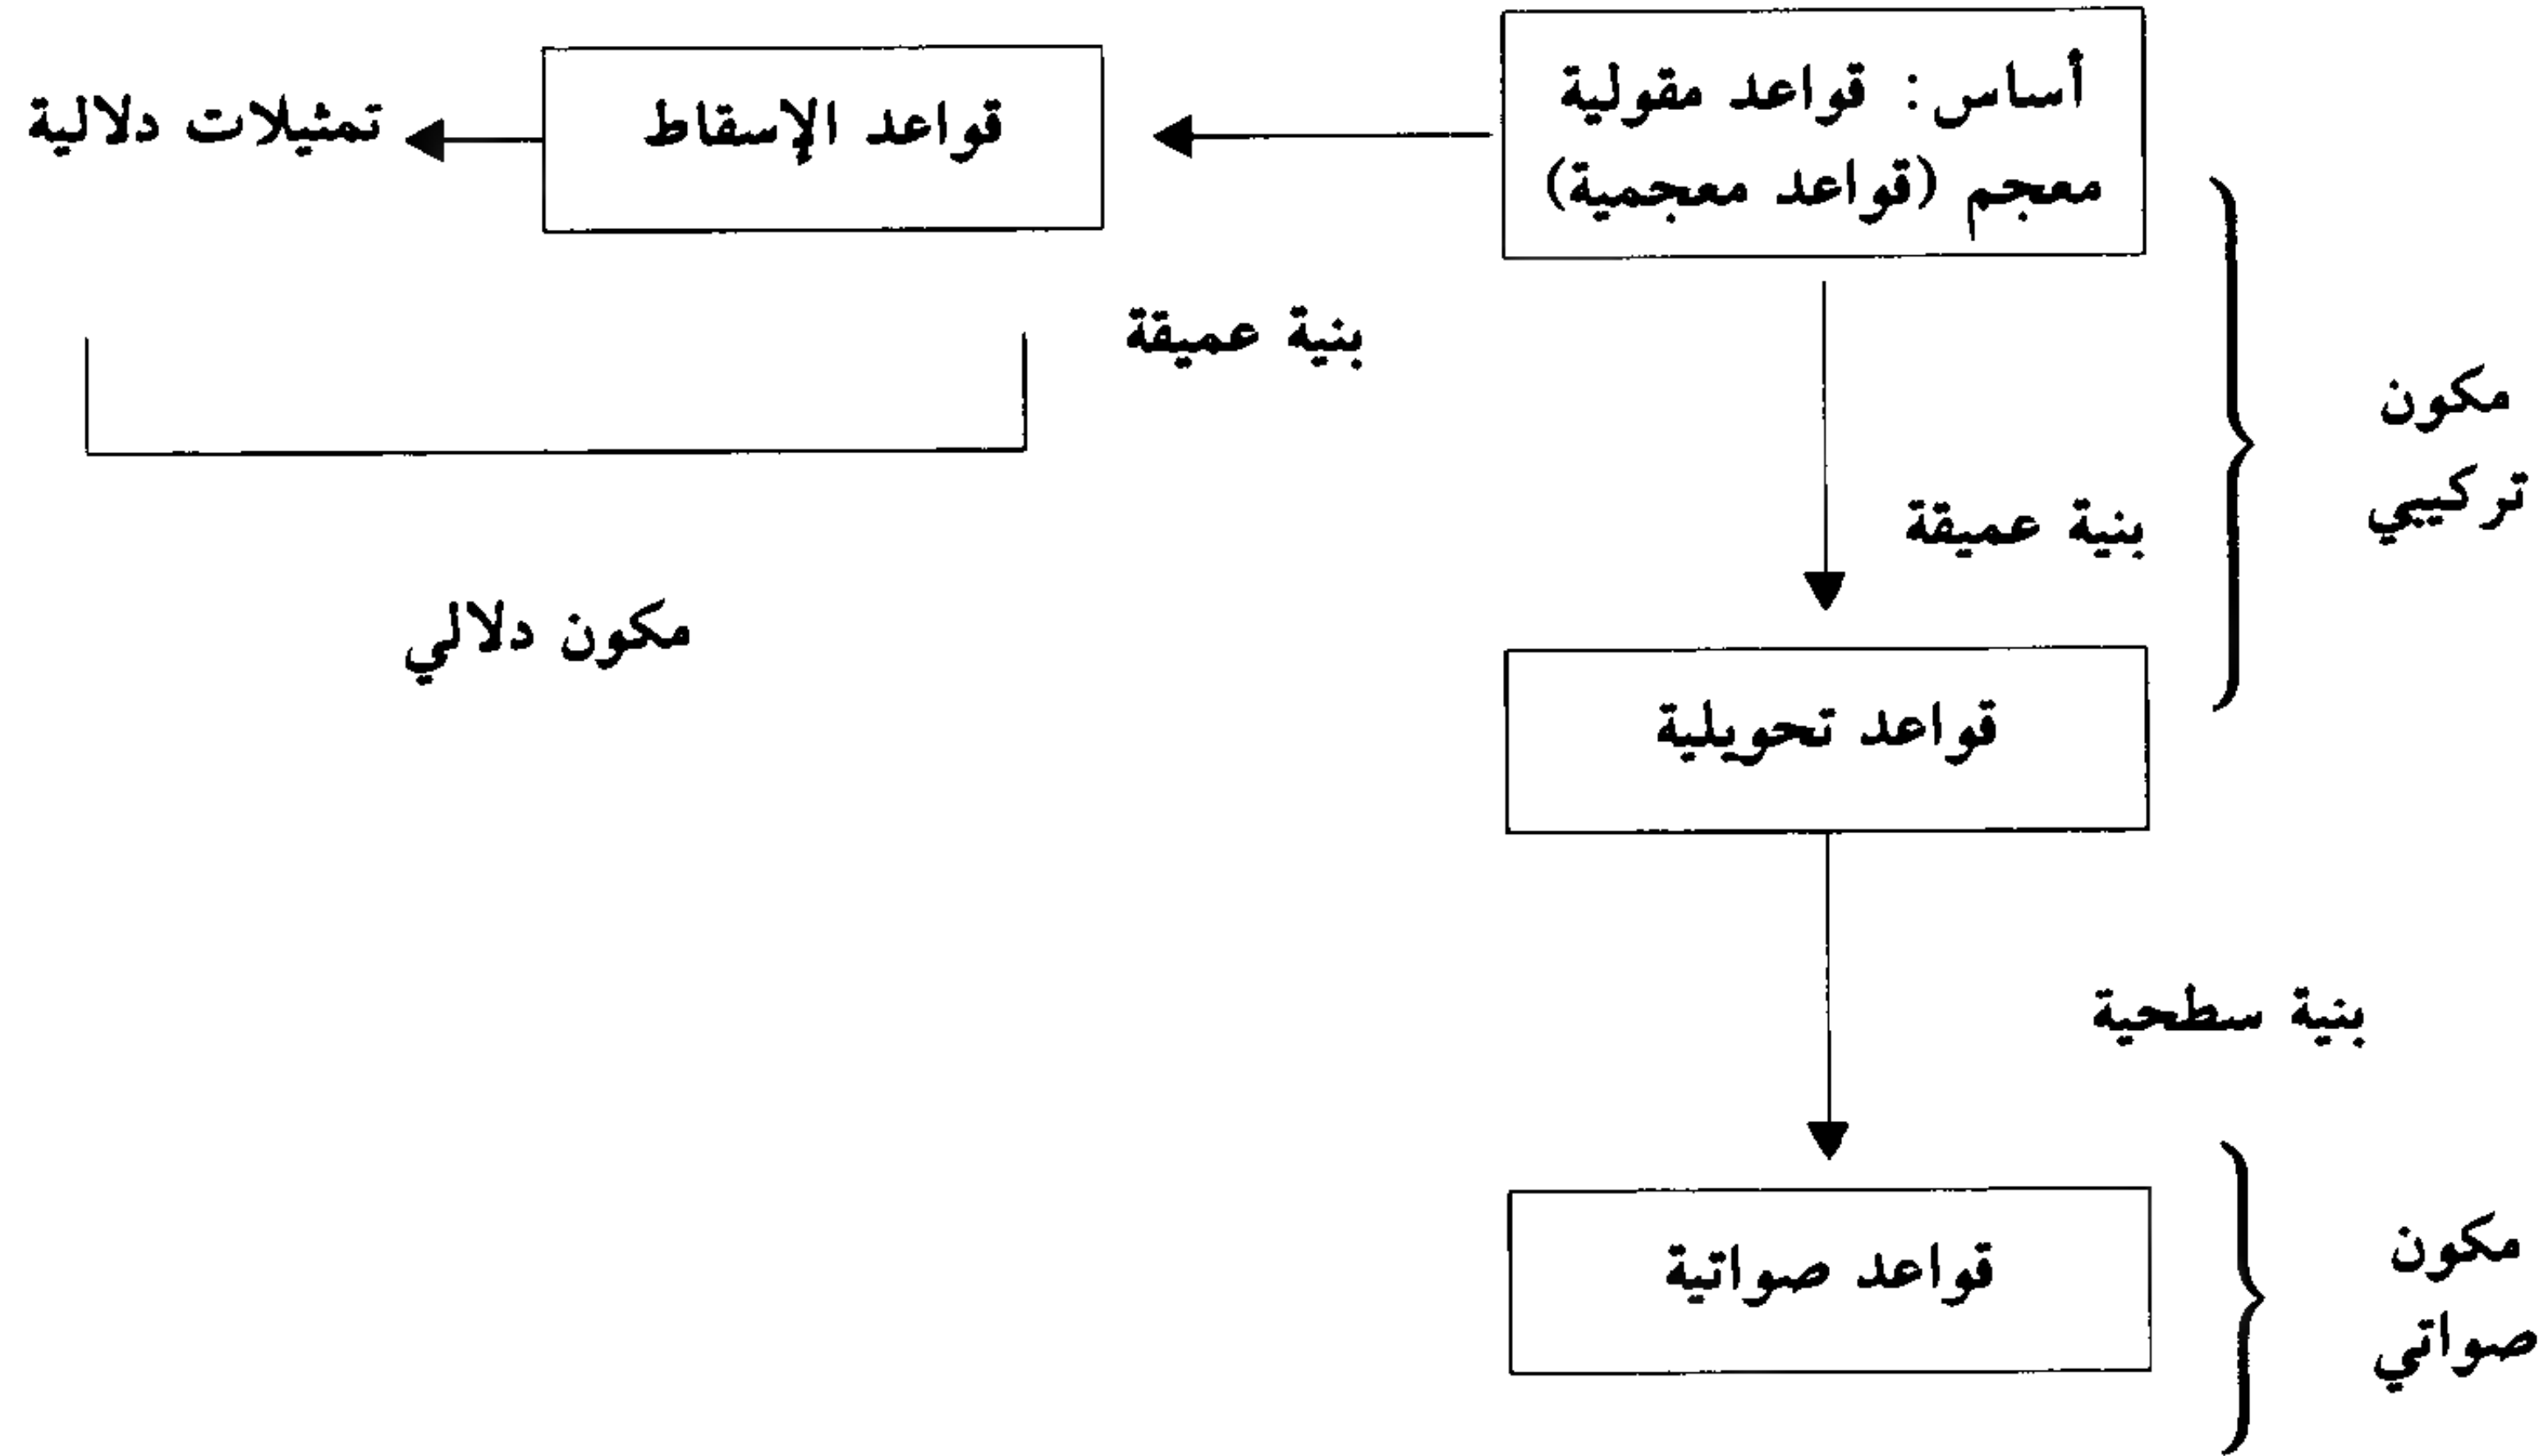 أساس: قواعد مقولية
معجم (قواعد معجمية)
قواعد الإسقاط
تمثيلات دلالية
بنية عميقة
مكون
تركيبي
بنية عميقة
مكون دلالي
قواعد تحويلية
بنية سطحية
مكون
صواتي
قواعد صواتية